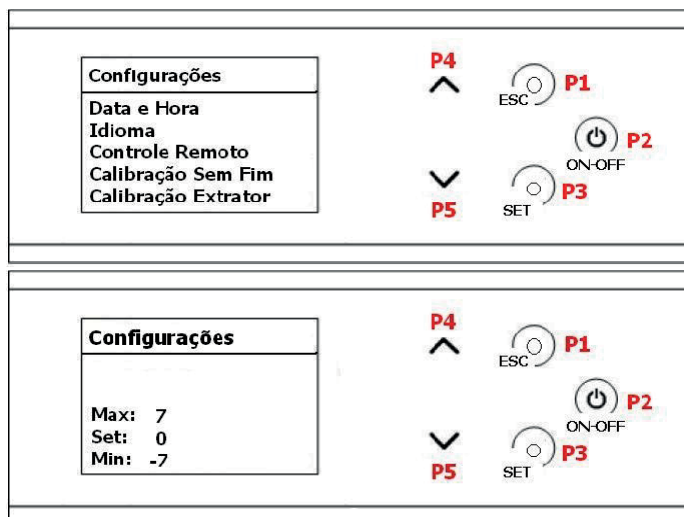 Configurações
Data e Hora
Idioma
Controle Remoto
Calibração Sem Fim
Calibração Extrator
P4
ESC
P1
P2
ON-OFF
P5
P3
SET
Configurações
Max: 7
Set: 0
Min: -7
P4
ESC
P1
P2
ON-OFF
P5
P3
SET